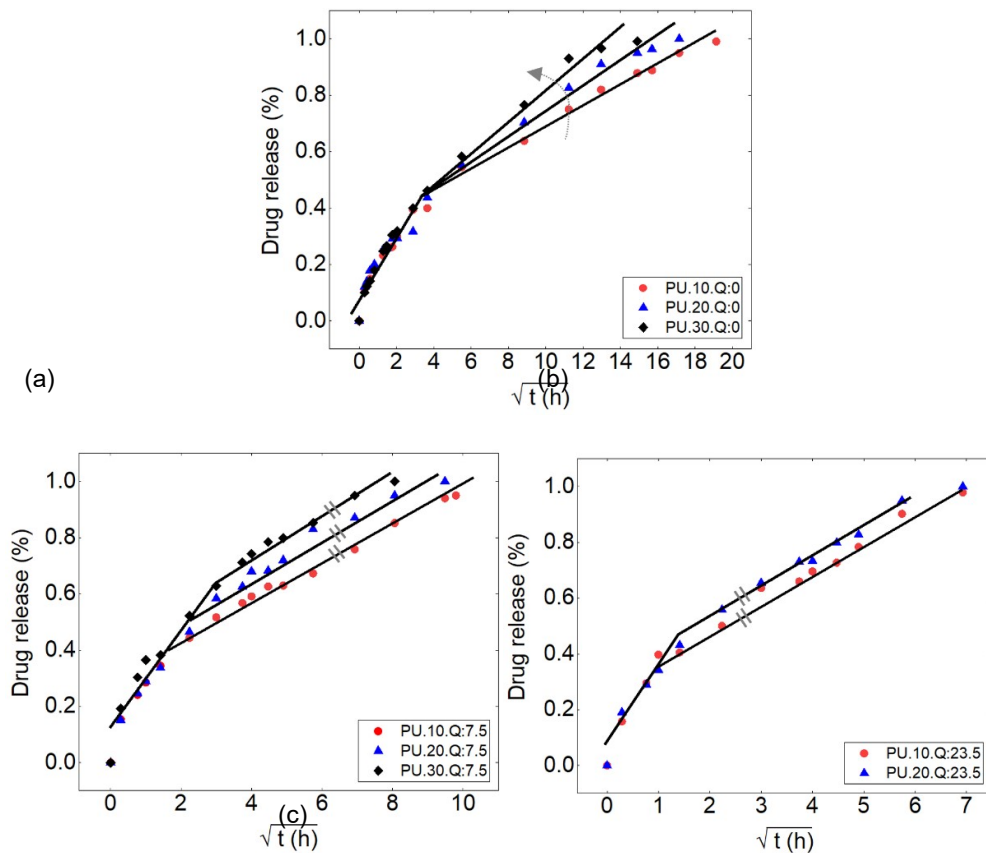 1.0
0.8
0.6
0.4
0.2
0.0
Drug release (%)
PU.10.Q:0
PU.20.Q:0
PU.30.Q:0
0 2 4 6 8 10 12 14 16 18 20
√t (h)
(a)
(b)
1.0
0.8
0.6
0.4
0.2
0.0
Drug release (%)
PU.10.Q:7.5
PU.20.Q:7.5
PU.30.Q:7.5
0 2 4 6 8 10
√t (h)
(c)
1.0
0.8
0.6
0.4
0.2
0.0
Drug release (%)
PU.10.Q:23.5
PU.20.Q:23.5
0 1 2 3 4 5 6 7
√t (h)